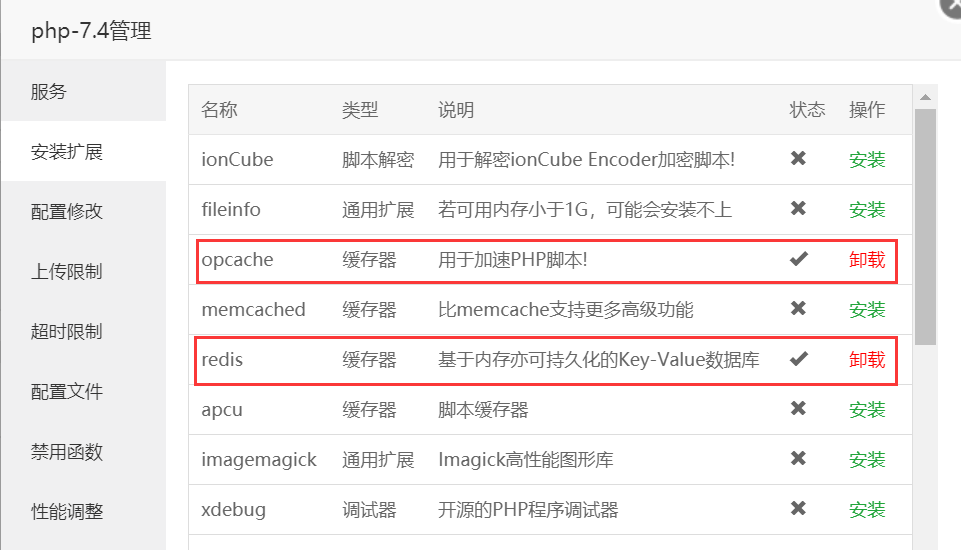 php-7.4管理
服务
安装扩展
配置修改
上传限制
超时限制
配置文件
禁用函数
性能调整
名称 类型 说明 状态 操作
ionCube 脚本解密 用于解密ionCube Encoder加密脚本! 安装
fileinfo 通用扩展 若可用内存小于1G，可能会安装不上 安装
opcache 缓存器 用于加速PHP脚本! 卸载
memcached 缓存器 比memcache支持更多高级功能 安装
redis 缓存器 基于内存亦可持久化的Key-Value数据库 卸载
apcu 缓存器 脚本缓存器 安装
imagemagick 通用扩展 Imagick高性能图形库 安装
xdebug 调试器 开源的PHP程序调试器 安装